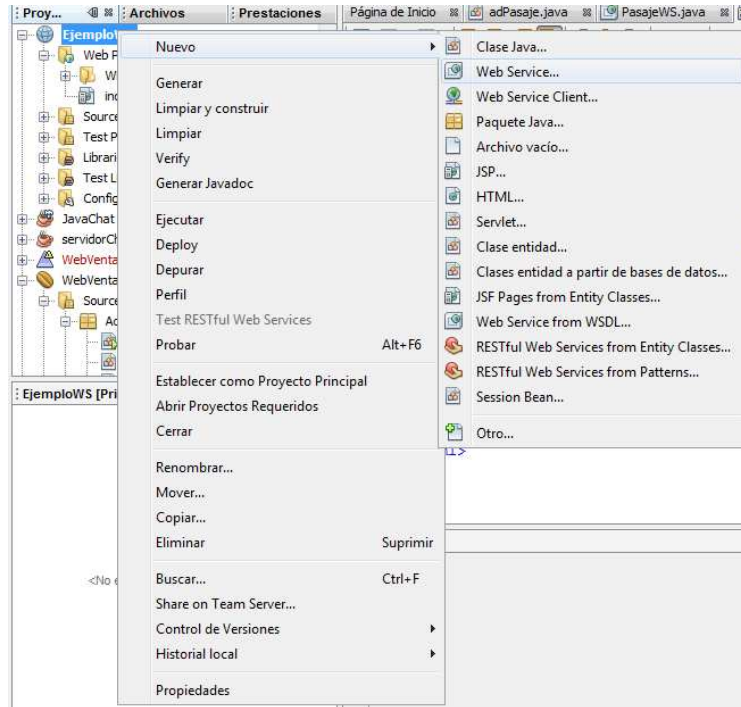 Proy...
Archivos
Prestaciones
Página de Inicio
adPasaje.java
PasajeWS.java
EjemploW
Web P
W
ind
Source
Test P
Librari
Test L
Config
JavaChat
servidorCh
WebVenta
WebVenta
Source
Ac
EjemploWS [Pri
<No e
Nuevo
Generar
Limpiar y construir
Limpiar
Verify
Generar Javadoc
Ejecutar
Deploy
Depurar
Perfil
Test RESTful Web Services
Probar Alt+F6
Establecer como Proyecto Principal
Abrir Proyectos Requeridos
Cerrar
Renombrar...
Mover...
Copiar...
Eliminar Suprimir
Buscar... Ctrl+F
Share on Team Server...
Control de Versiones
Historial local
Propiedades
Clase Java...
Web Service...
Web Service Client...
Paquete Java...
Archivo vacío...
JSP...
HTML...
Servlet...
Clase entidad...
Clases entidad a partir de bases de datos...
JSF Pages from Entity Classes...
Web Service from WSDL...
RESTful Web Services from Entity Classes...
RESTful Web Services from Patterns...
Session Bean...
Otro...